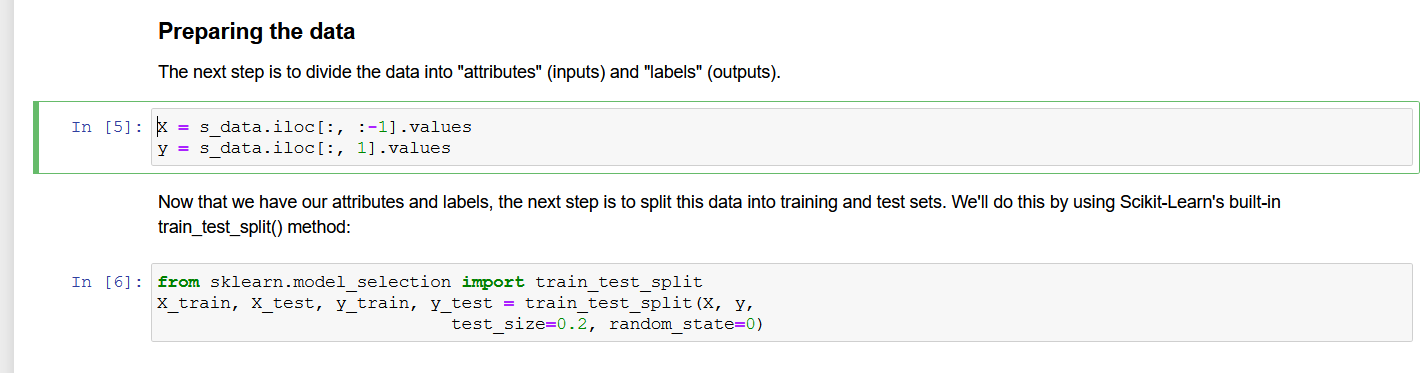 Preparing the data
The next step is to divide the data into "attributes" (inputs) and "labels" (outputs).
In [5]: X = s_data.iloc[:, :-1].values
y = s_data.iloc[:, 1].values
Now that we have our attributes and labels, the next step is to split this data into training and test sets. We'll do this by using Scikit-Learn's built-in
train_test_split() method:
In [6]: from sklearn.model_selection import train_test_split
X_train, X_test, y_train, y_test = train_test_split(X, y,
test_size=0.2, random_state=0)